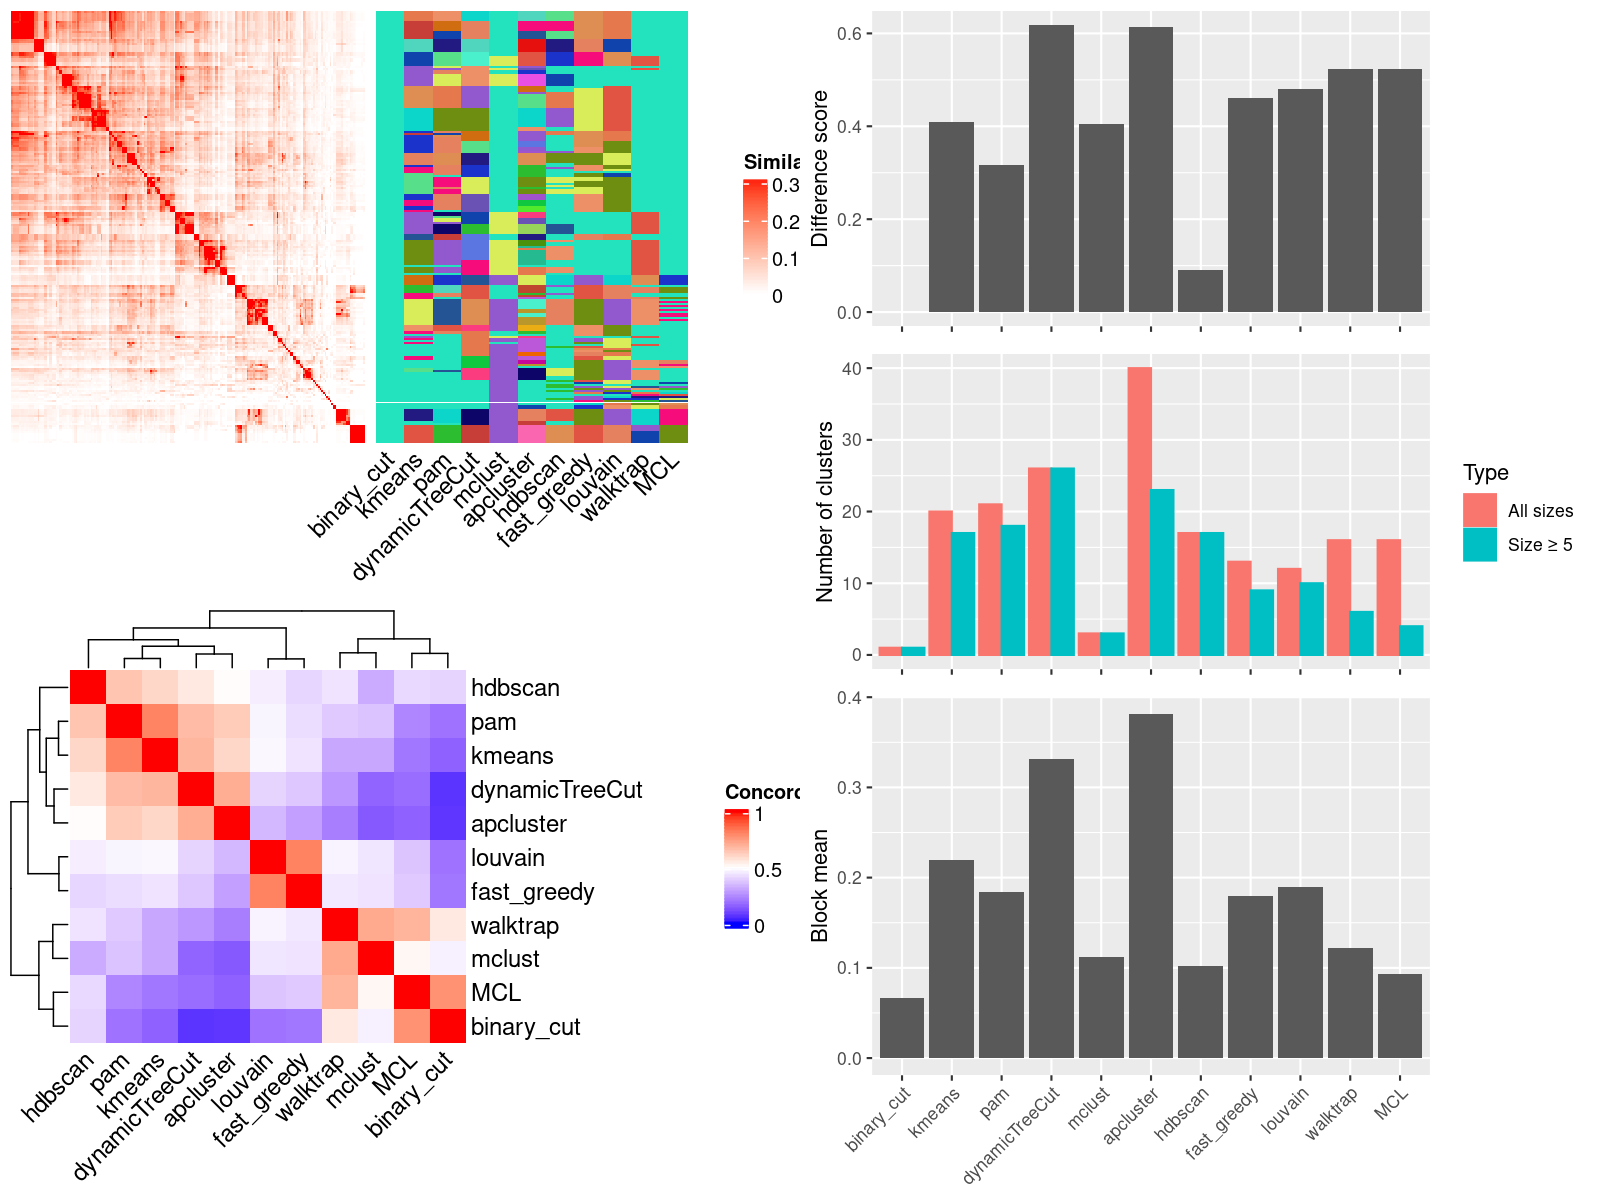 Simila
0.3
0.2
0.1
0
binary_cut
kmeans
pam
dynamicTreeCut
mclust
apcluster
hdbscan
fast_greedy
louvain
walktrap
MCL
Difference score
0.6
0.4
0.2
0.0
Number of clusters
40
30
20
10
0
Type
All sizes
Size ≥ 5
hdbscan
pam
kmeans
dynamicTreeCut
apcluster
louvain
fast_greedy
walktrap
mclust
MCL
binary_cut
hdbscan
pam
kmeans
dynamicTreeCut
apcluster
louvain
fast_greedy
walktrap
mclust
MCL
binary_cut
Concord
1
0.5
0
Block mean
0.4
0.3
0.2
0.1
0.0
binary_cut
kmeans
pam
dynamicTreeCut
mclust
apcluster
hdbscan
fast_greedy
louvain
walktrap
MCL